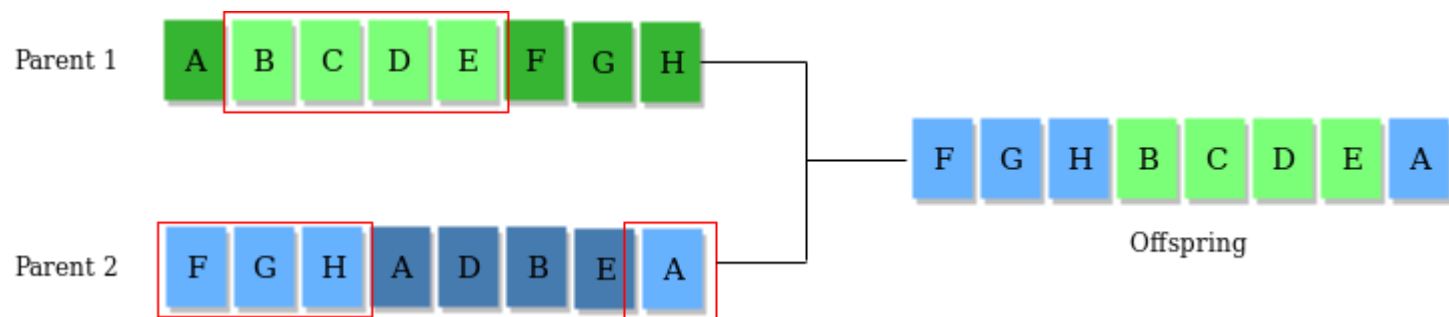 Parent 1 A B C D E F G H
F G H B C D E A
Offspring
Parent 2 F G H A D B E A